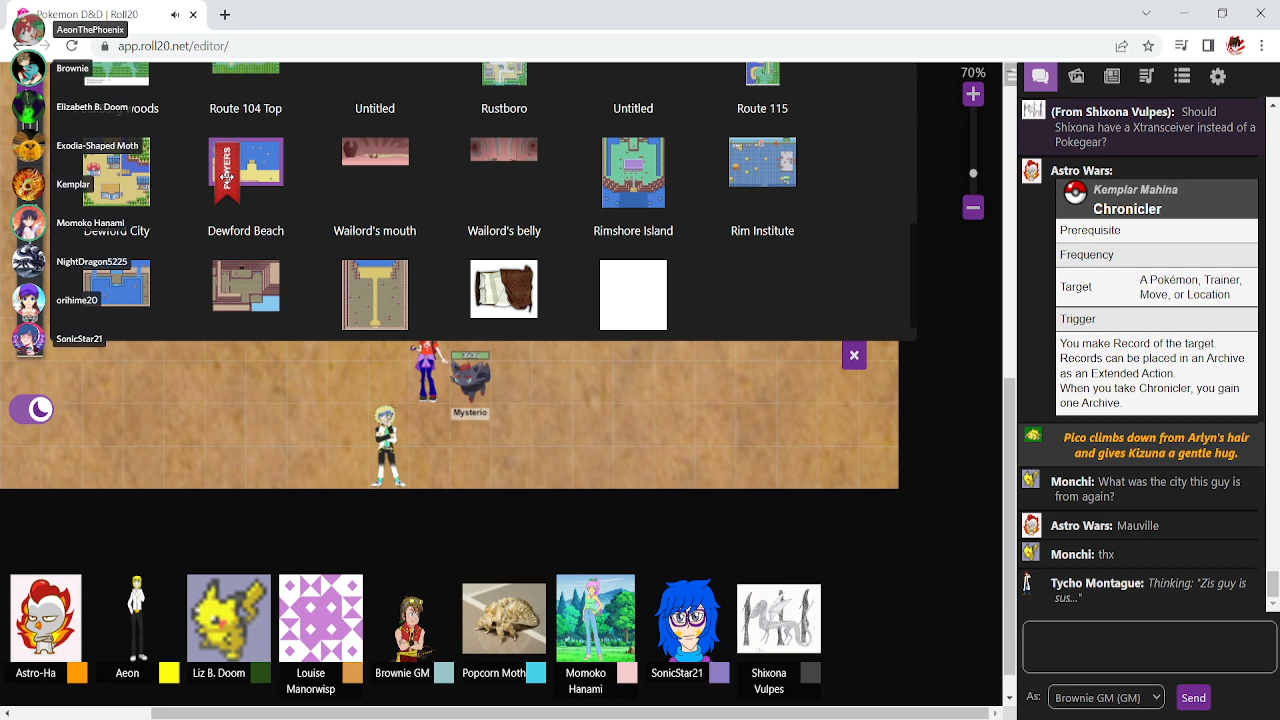 Pokemon D&D | Roll20
AeonThePhoenix
app.roll20.net/editor/
Brownie
Elizabeth B. Doom
oods
Route 104 Top
Untitled
Rustboro
Untitled
Route 115
Exodia-Shaped Moth
PLAYERS
Kemplar
Momoko Hanami
Dewford City
Dewford Beach
Wailord's mouth
Wailord's belly
Rimshore Island
Rim Institute
NightDragon5225
orihime20
SonicStar21
70%
Mysterio
(From Shixona Vulpes): Should
Shixona have a Xtransceiver instead of a
Pokegear?
Astro Wars:
Kemplar Mahina
Chronicler
Prerequisite
Frequency
Target
A Pokémon, Trainer,
Move, or Location
Trigger
You make Record of the target.
Records can be placed in an Archive
as an Extended Action.
When you take Chronicler, you gain
one Archive.
Pico climbs down from Arlyn's hair
and gives Kizuna a gentle hug.
Monchi: What was the city this guy is
from again?
Astro Wars: Mauville
Monchi: thx
Tycho Montague: Thinking: "Zis guy is
sus..."
As:
Brownie GM (GM)
Send
Astro-Ha
Aeon
Liz B. Doom
Louise
Manorwisp
Brownie GM
Popcorn Moth
Momoko
Hanami
SonicStar21
Shixona
Vulpes